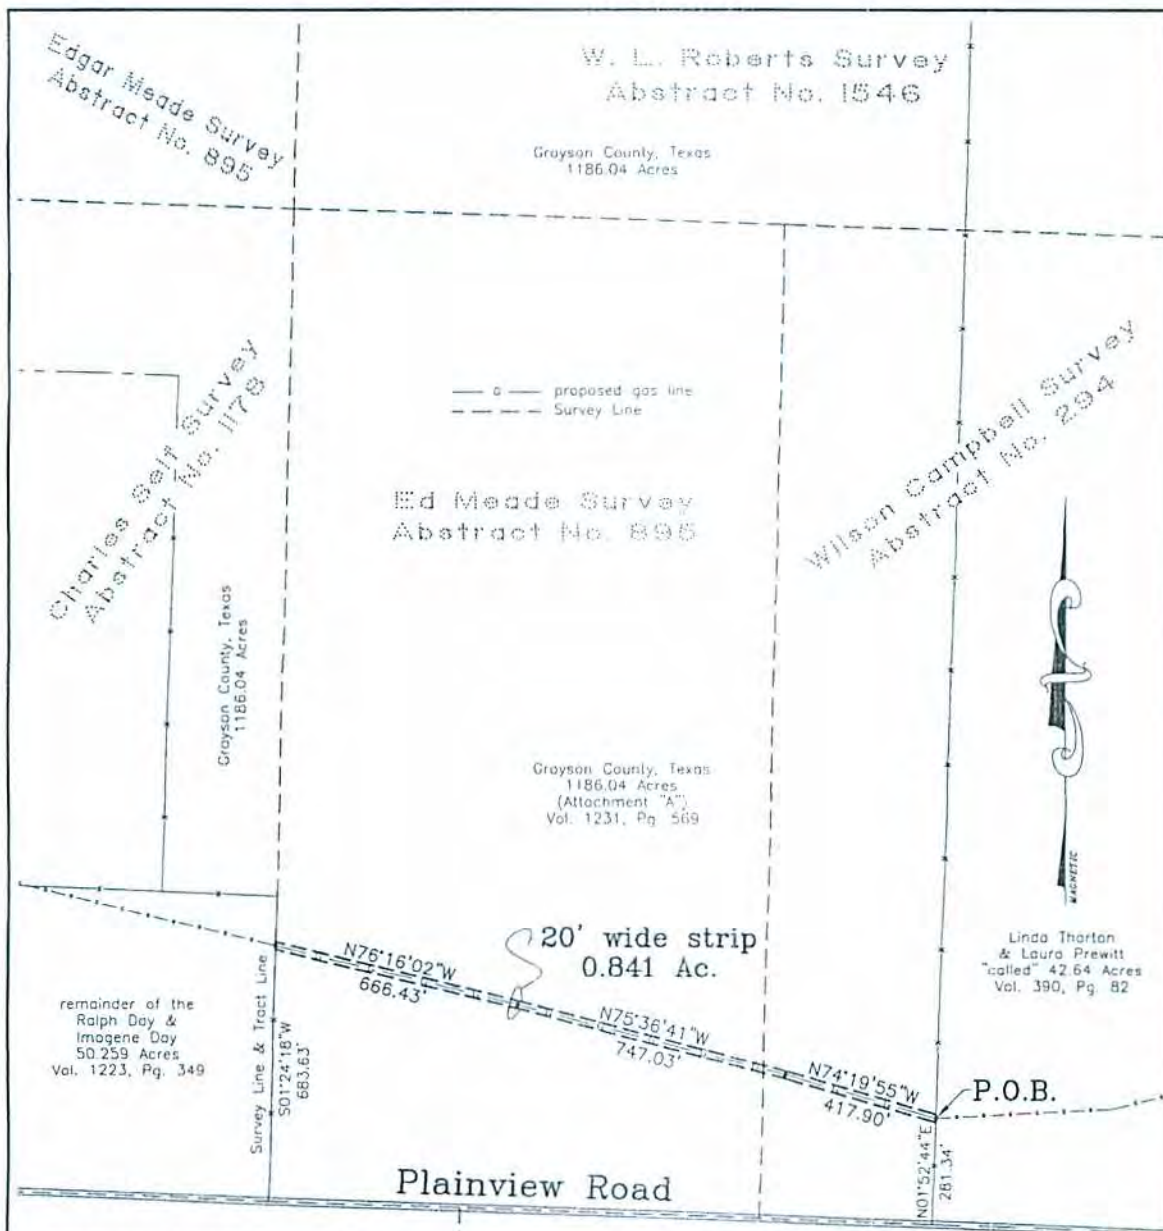 Edgar Meade Survey
Abstract No. 895
W. L. Roberts Survey
Abstract No. 1546
Grayson County, Texas
1186.04 Acres
Charles Self Survey
Abstract No. 1178
G
proposed gas line
Survey Line
Ed Meade Survey
Abstract No. 895
Wilson Campbell Survey
Abstract No. 294
Grayson County, Texas
1186.04 Acres
Grayson County, Texas
1186.04 Acres
(Attachment "A")
Vol. 1231, Pg. 569
MAGNETIC
Linda Thorton
& Laura Prewitt
"called" 42.64 Acres
Vol. 390, Pg. 82
20' wide strip
0.841 Ac.
N76°16'02"W
666.43'
N75°36'41"W
747.03'
N74°19'55"W
417.90'
P.O.B.
remainder of the
Ralph Day &
Imogene Day
50.259 Acres
Vol. 1223, Pg. 349
Survey Line & Tract Line
S01°24'18"W
683.63'
N01°52'44"E
281.34'
Plainview Road